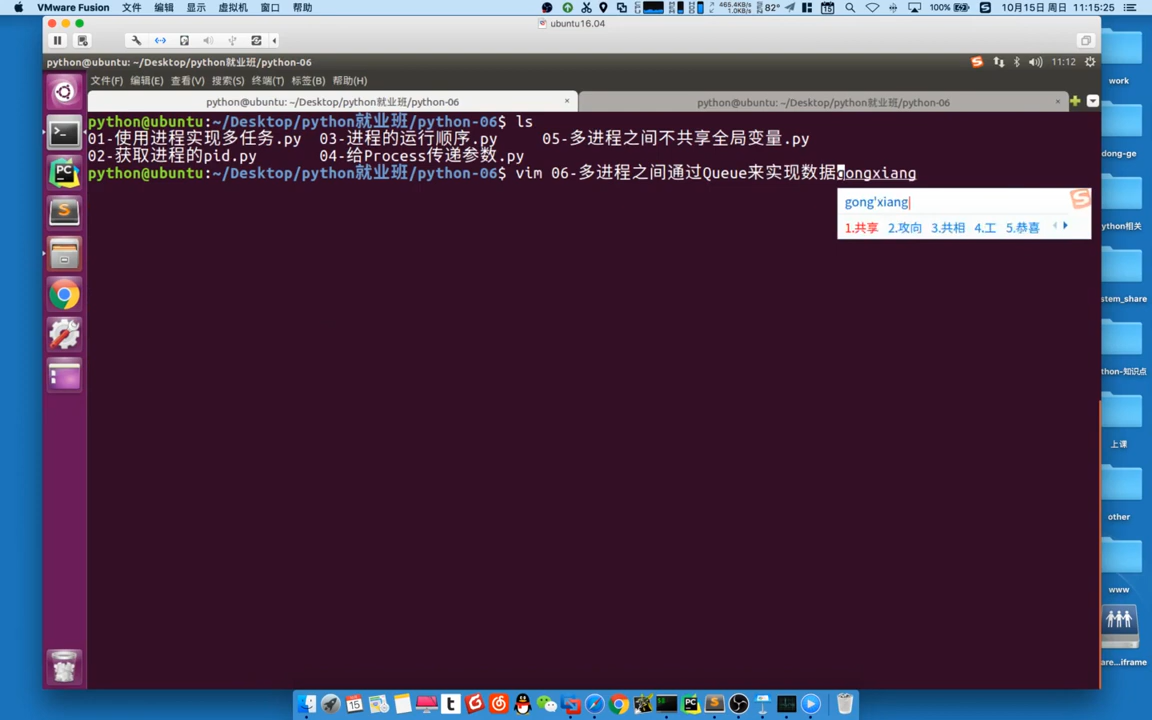 VMware Fusion 文件 编辑 显示 虚拟机 窗口 帮助 465.4KB/s 1.0KB/s 82° 15 100% 10月15日 周日 11:15:25
ubuntu16.04
python@ubuntu: ~/Desktop/python就业班/python-06 11:12
文件(F) 编辑(E) 查看(V) 搜索(S) 终端(T) 标签(B) 帮助(H)
python@ubuntu: ~/Desktop/python就业班/python-06 × python@ubuntu: ~/Desktop/python就业班/python-06 ×
python@ubuntu:~/Desktop/python就业班/python-06$ ls
01-使用进程实现多任务.py 03-进程的运行顺序.py 05-多进程之间不共享全局变量.py
02-获取进程的pid.py 04-给Process传递参数.py
python@ubuntu:~/Desktop/python就业班/python-06$ vim 06-多进程之间通过Queue来实现数据gongxiang
gong'xiang
1.共享 2.攻向 3.共相 4.工 5.恭喜
work
dong-ge
ython相关
stem_share
thon-知识点
上课
other
www
are...iframe